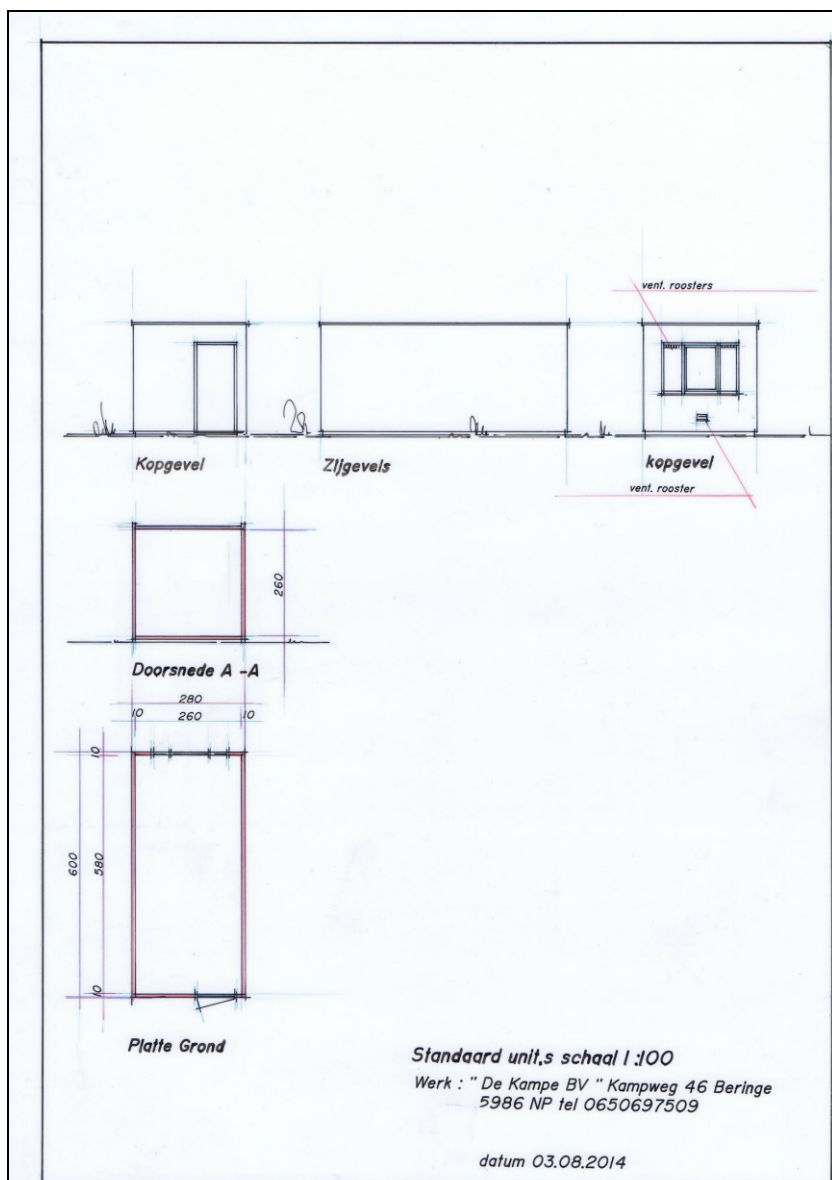 vent. roosters
Kopgevel
ZIjgevels
kopgevel
vent. rooster
260
Doorsnede A -A
280
10 260 10
10
600
580
10
Platte Grond
Standaard unit,s schaal 1 :100
Werk : " De Kampe BV " Kampweg 46 Beringe
5986 NP tel 0650697509
datum 03.08.2014